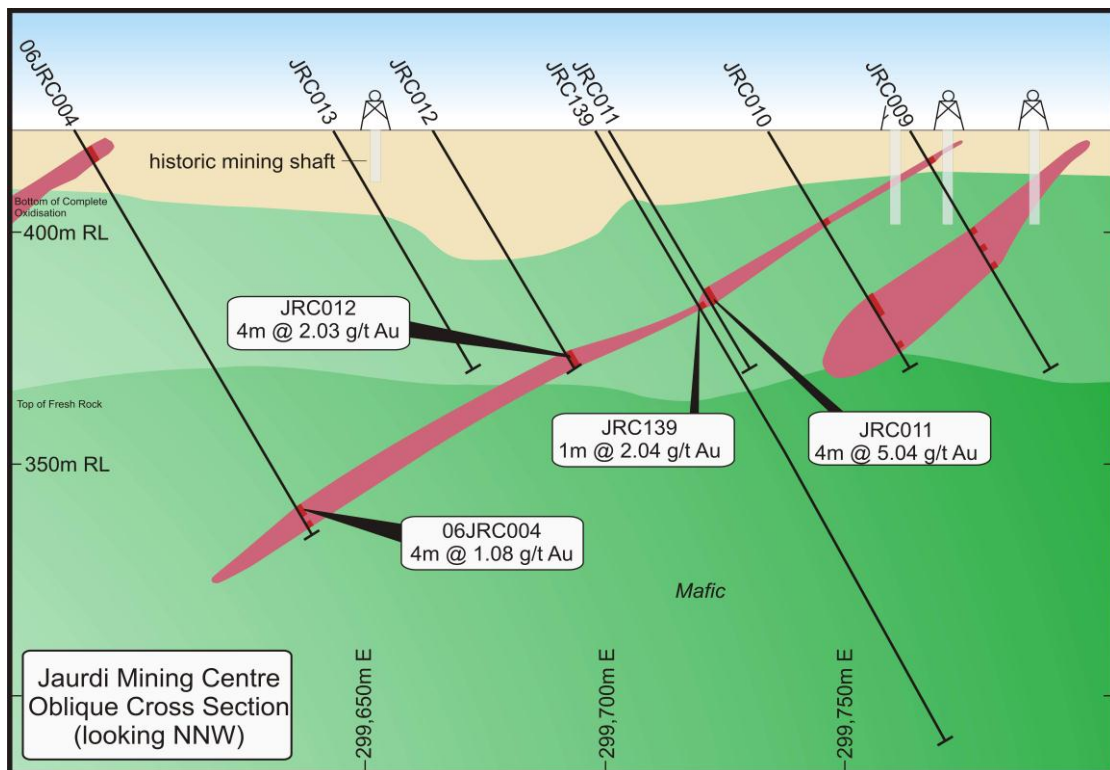 06JRC004
JRC013
JRC012
JRC139
JRC011
JRC010
JRC009
historic mining shaft
Bottom of Complete
Oxidisation
400m RL
JRC012
4m @ 2.03 g/t Au
Top of Fresh Rock
JRC139
1m @ 2.04 g/t Au
JRC011
4m @ 5.04 g/t Au
350m RL
06JRC004
4m @ 1.08 g/t Au
Mafic
Jaurdi Mining Centre
Oblique Cross Section
(looking NNW)
299,650m E
299,700m E
299,750m E